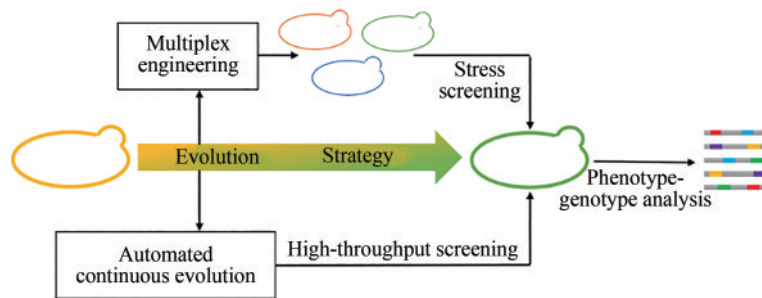 Multiplex
engineering
Stress
screening
Evolution Strategy
Phenotype-
genotype analysis
Automated
continuous evolution
High-throughput screening